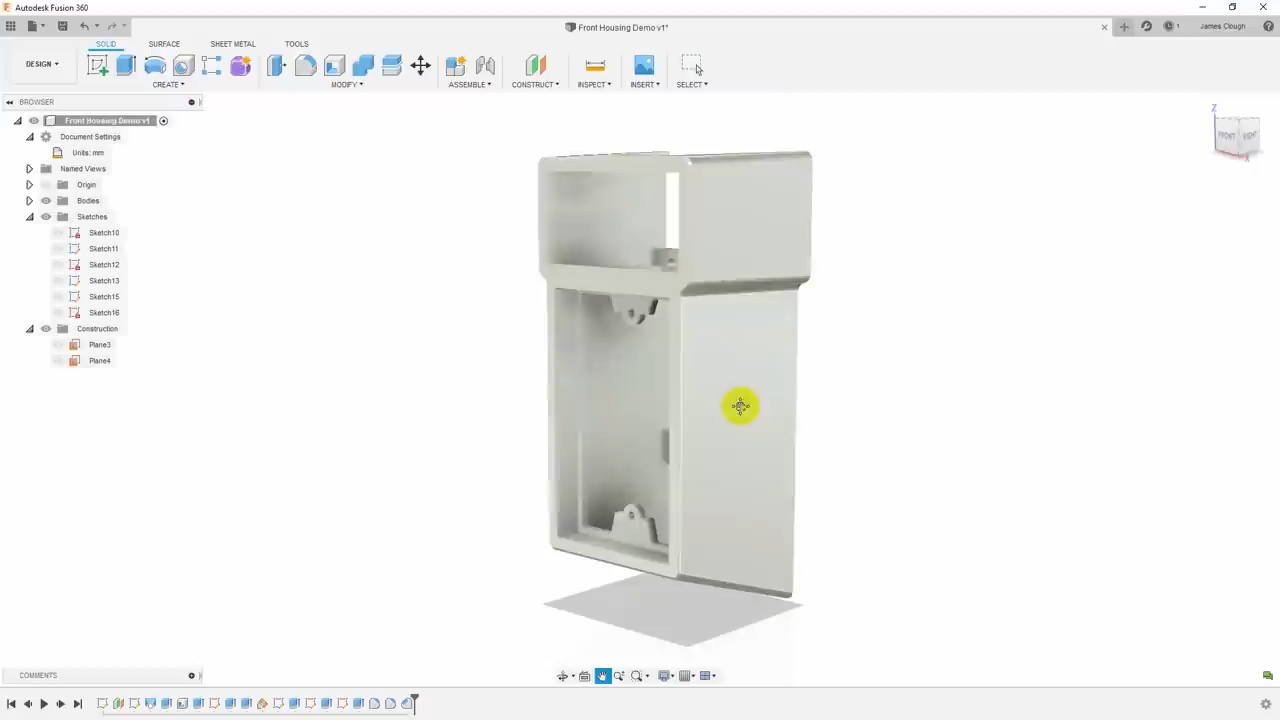 Autodesk Fusion 360
Front Housing Demo v1*
1
James Clough
SOLID
SURFACE
SHEET METAL
TOOLS
DESIGN
CREATE
MODIFY
ASSEMBLE
CONSTRUCT
INSPECT
INSERT
SELECT
BROWSER
Front Housing Demo v1
Document Settings
Units: mm
Named Views
Origin
Bodies
Sketches
Sketch10
Sketch11
Sketch12
Sketch13
Sketch15
Sketch16
Construction
Plane3
Plane4
Z
FRONT
RIGHT
X
COMMENTS